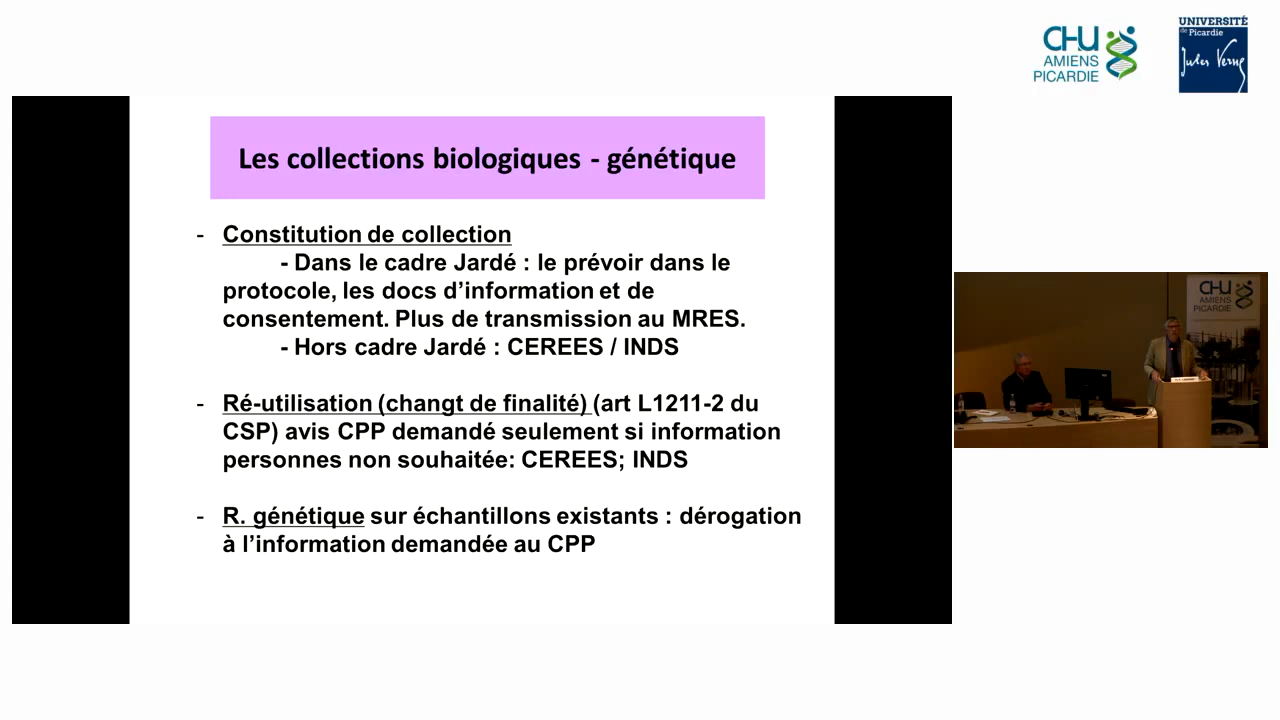 CHU
AMIENS
PICARDIE
UNIVERSITÉ
de Picardie
Jules Verne
Les collections biologiques - génétique
- Constitution de collection
- Dans le cadre Jardé : le prévoir dans le
protocole, les docs d’information et de
consentement. Plus de transmission au MRES.
- Hors cadre Jardé : CEREES / INDS
- Ré-utilisation (changt de finalité) (art L1211-2 du
CSP) avis CPP demandé seulement si information
personnes non souhaitée: CEREES; INDS
- R. génétique sur échantillons existants : dérogation
à l’information demandée au CPP
CHU
AMIENS
PICARDIE